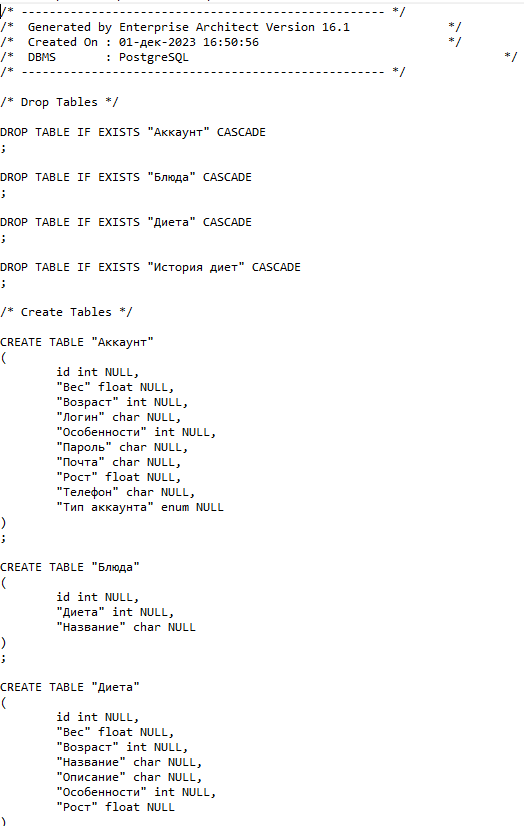 /* ---------------------------------------------------- */
/*  Generated by Enterprise Architect Version 16.1              */
/*  Created On : 01-дек-2023 16:50:56                           */
/*  DBMS       : PostgreSQL                                             */
/* ---------------------------------------------------- */
/* Drop Tables */
DROP TABLE IF EXISTS "Аккаунт" CASCADE
;
DROP TABLE IF EXISTS "Блюда" CASCADE
;
DROP TABLE IF EXISTS "Диета" CASCADE
;
DROP TABLE IF EXISTS "История диет" CASCADE
;
/* Create Tables */
CREATE TABLE "Аккаунт"
(
        id int NULL,
        "Вес" float NULL,
        "Возраст" int NULL,
        "Логин" char NULL,
        "Особенности" int NULL,
        "Пароль" char NULL,
        "Почта" char NULL,
        "Рост" float NULL,
        "Телефон" char NULL,
        "Тип аккаунта" enum NULL
)
;
CREATE TABLE "Блюда"
(
        id int NULL,
        "Диета" int NULL,
        "Название" char NULL
)
;
CREATE TABLE "Диета"
(
        id int NULL,
        "Вес" float NULL,
        "Возраст" int NULL,
        "Название" char NULL,
        "Описание" char NULL,
        "Особенности" int NULL,
        "Рост" float NULL
)